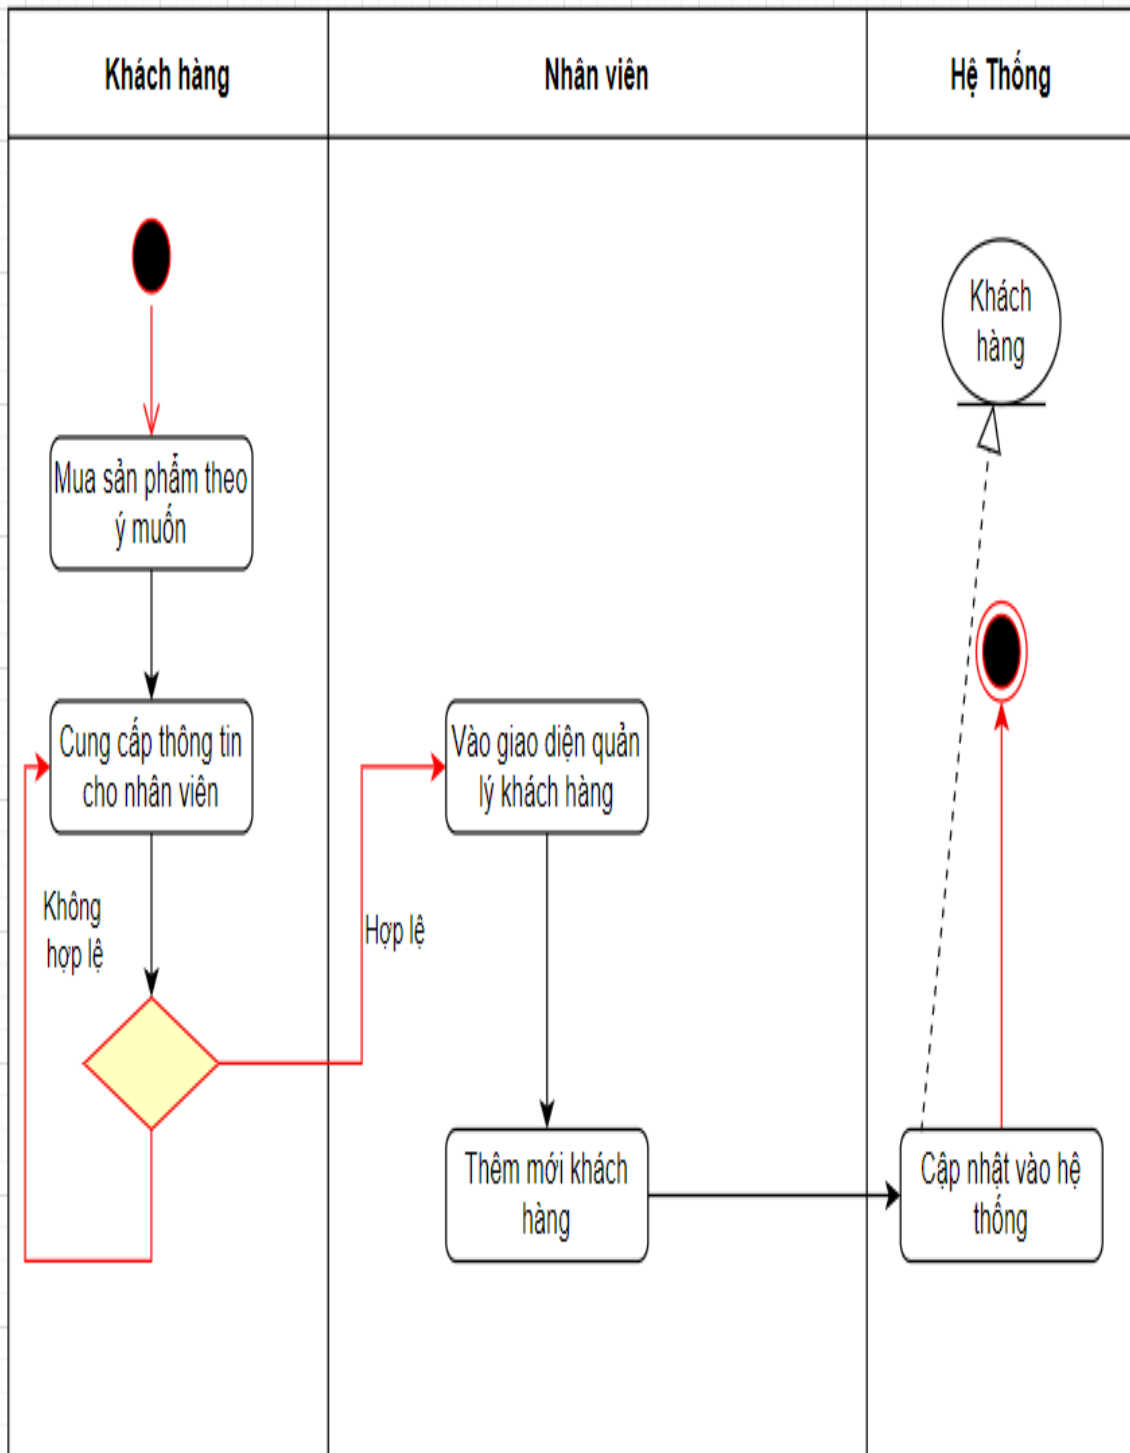 Khách hàng
Nhân viên
Hệ Thống
Khách
hàng
Mua sản phẩm theo
ý muốn
Cung cấp thông tin
cho nhân viên
Vào giao diện quản
lý khách hàng
Không
hợp lệ
Hợp lệ
Thêm mới khách
hàng
Cập nhật vào hệ
thống